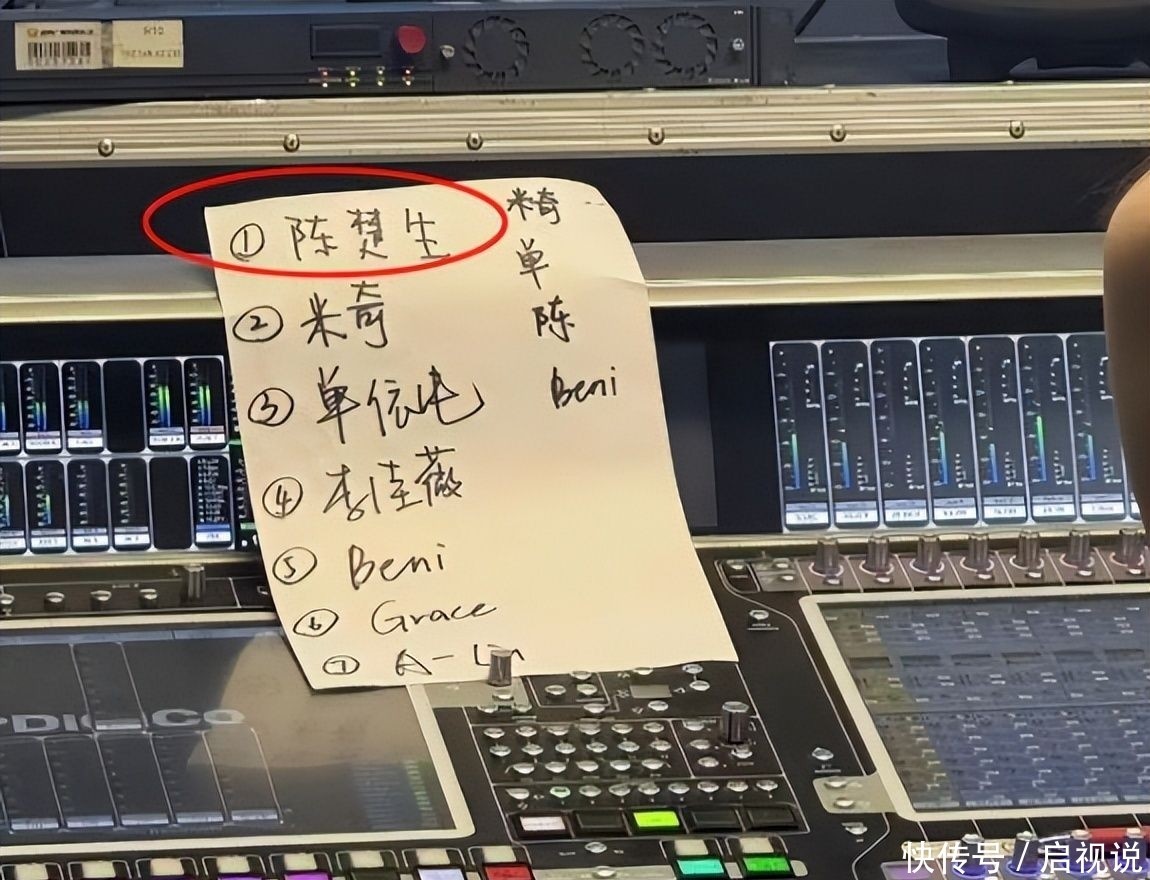 ① 陈楚生
② 米奇
③ 单依纯
④ 李佳薇
⑤ Beni
⑥ Grace
⑦ A-Lin
米奇
单
陈
Beni
快传号 / 启视说